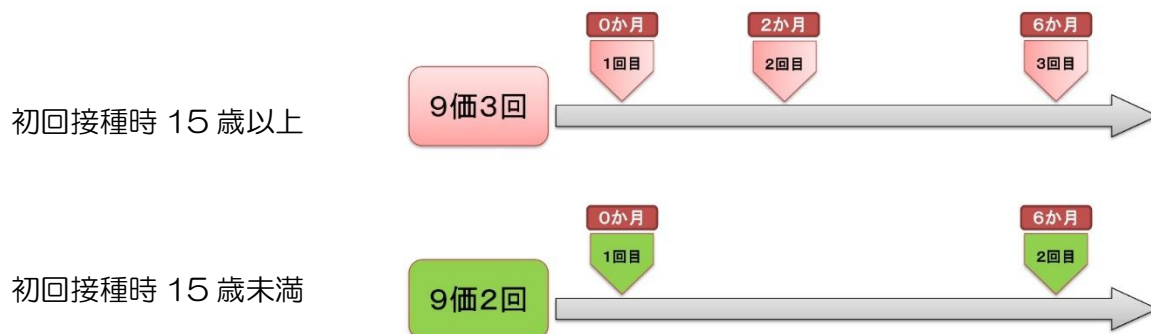 0か月 2か月 6か月
1回目 2回目 3回目
初回接種時 15 歳以上
9価3回
0か月 6か月
1回目 2回目
初回接種時 15 歳未満
9価2回